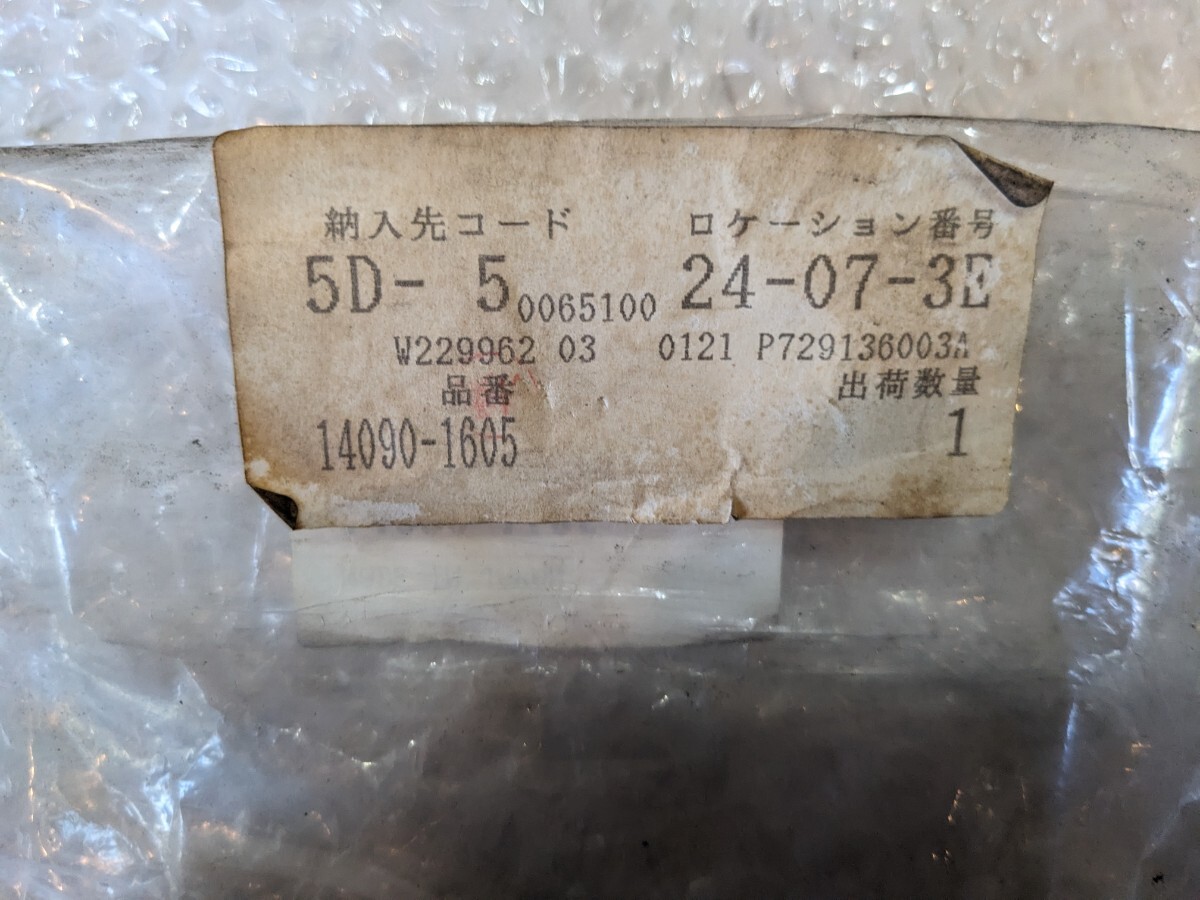 納入先コード ロケーション番号
5D- 5 0065100 24-07-3E
W229962 03 0121 P729136003A
品番 出荷数量
14090-1605 1